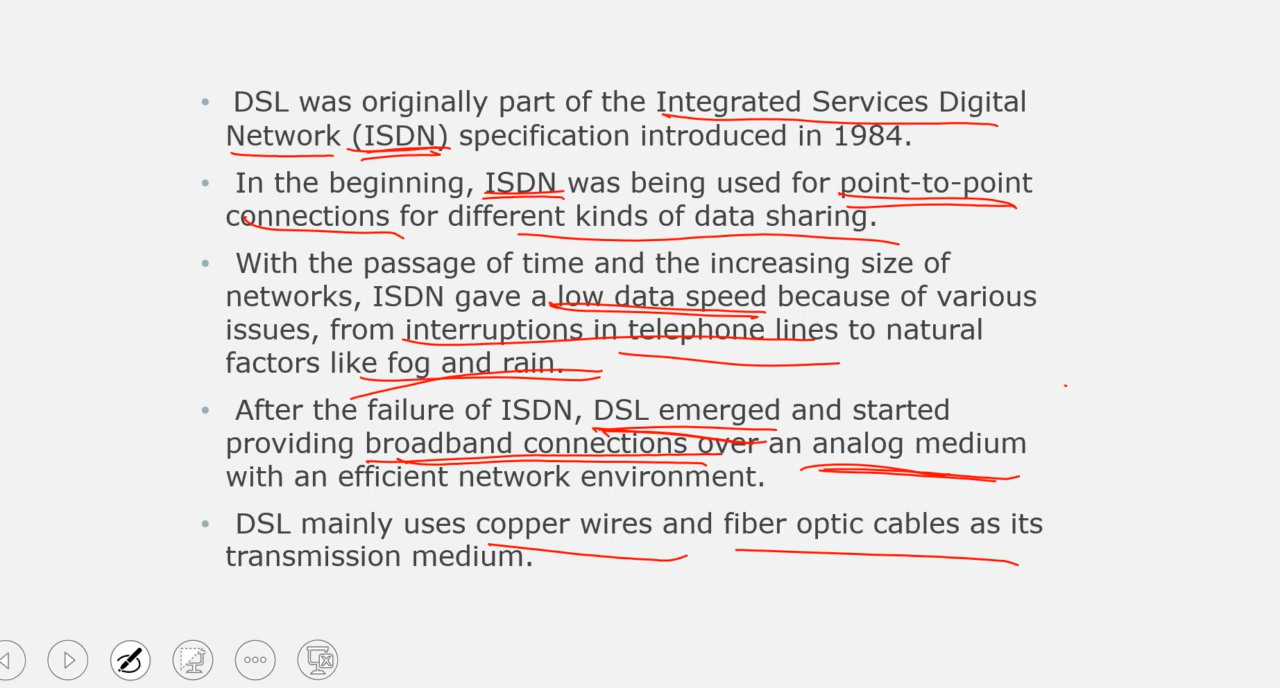 • DSL was originally part of the Integrated Services Digital
Network (ISDN) specification introduced in 1984.
• In the beginning, ISDN was being used for point-to-point
connections for different kinds of data sharing.
• With the passage of time and the increasing size of
networks, ISDN gave a low data speed because of various
issues, from interruptions in telephone lines to natural
factors like fog and rain.
• After the failure of ISDN, DSL emerged and started
providing broadband connections over an analog medium
with an efficient network environment.
• DSL mainly uses copper wires and fiber optic cables as its
transmission medium.